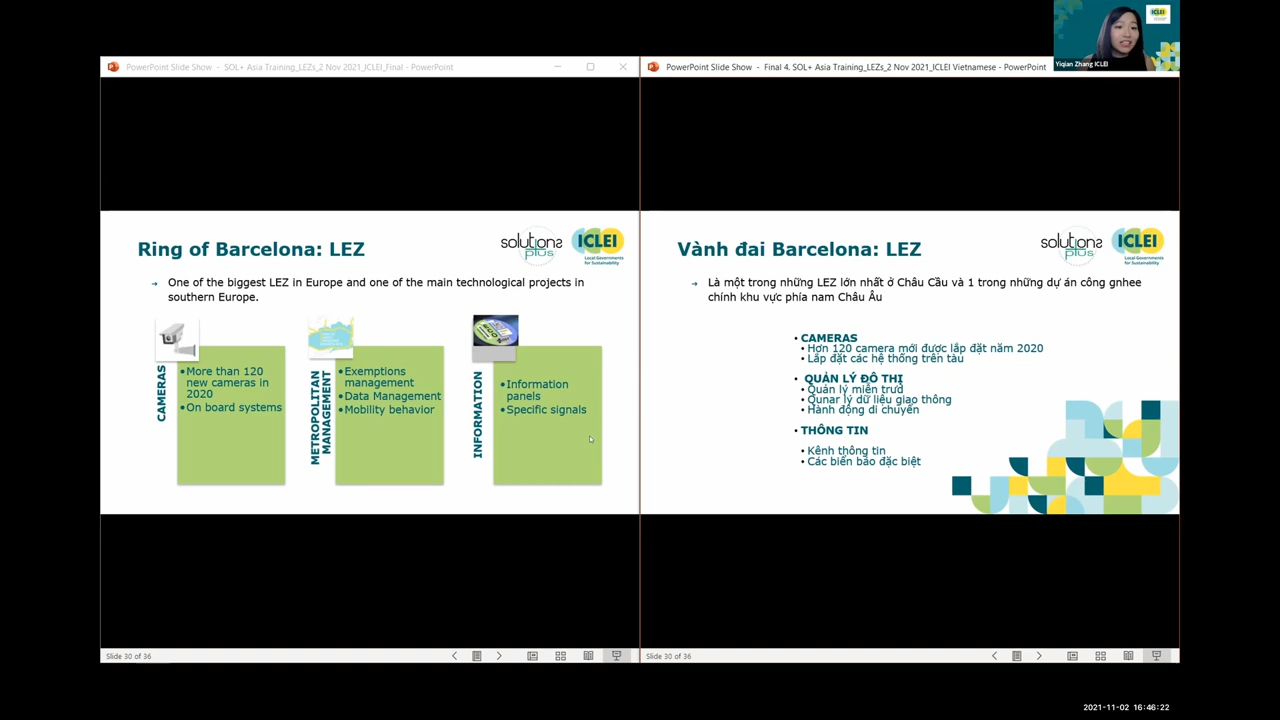 ICLEI
Yiqian Zhang ICLEI
PowerPoint Slide Show - SOL+ Asia Training_LEZs_2 Nov 2021_ICLEI_Final - PowerPoint
PowerPoint Slide Show - Final 4. SOL+ Asia Training_LEZs_2 Nov 2021_ICLEI Vietnamese - PowerPoint
Ring of Barcelona: LEZ
solutions
plus
ICLEI
Local Governments
for Sustainability
One of the biggest LEZ in Europe and one of the main technological projects in
southern Europe.
CAMERAS
•More than 120
new cameras in
2020
•On board systems
METROPOLITAN
MANAGEMENT
•Exemptions
management
•Data Management
•Mobility behavior
INFORMATION
•Information
panels
•Specific signals
Slide 30 of 36
Vành đai Barcelona: LEZ
solutions
plus
ICLEI
Local Governments
for Sustainability
Là một trong những LEZ lớn nhất ở Châu Cầu và 1 trong những dự án công gnhee
chính khu vực phía nam Châu Âu
• CAMERAS
• Hơn 120 camera mới được lắp đặt năm 2020
• Lắp đặt các hệ thống trên tàu
• QUẢN LÝ ĐÔ THỊ
• Quản lý miễn trừd
• Qunar lý dữ liệu giao thông
• Hành động di chuyển
• THÔNG TIN
• Kênh thông tin
• Các biển báo đặc biệt
Slide 30 of 36
2021-11-02 16:46:22